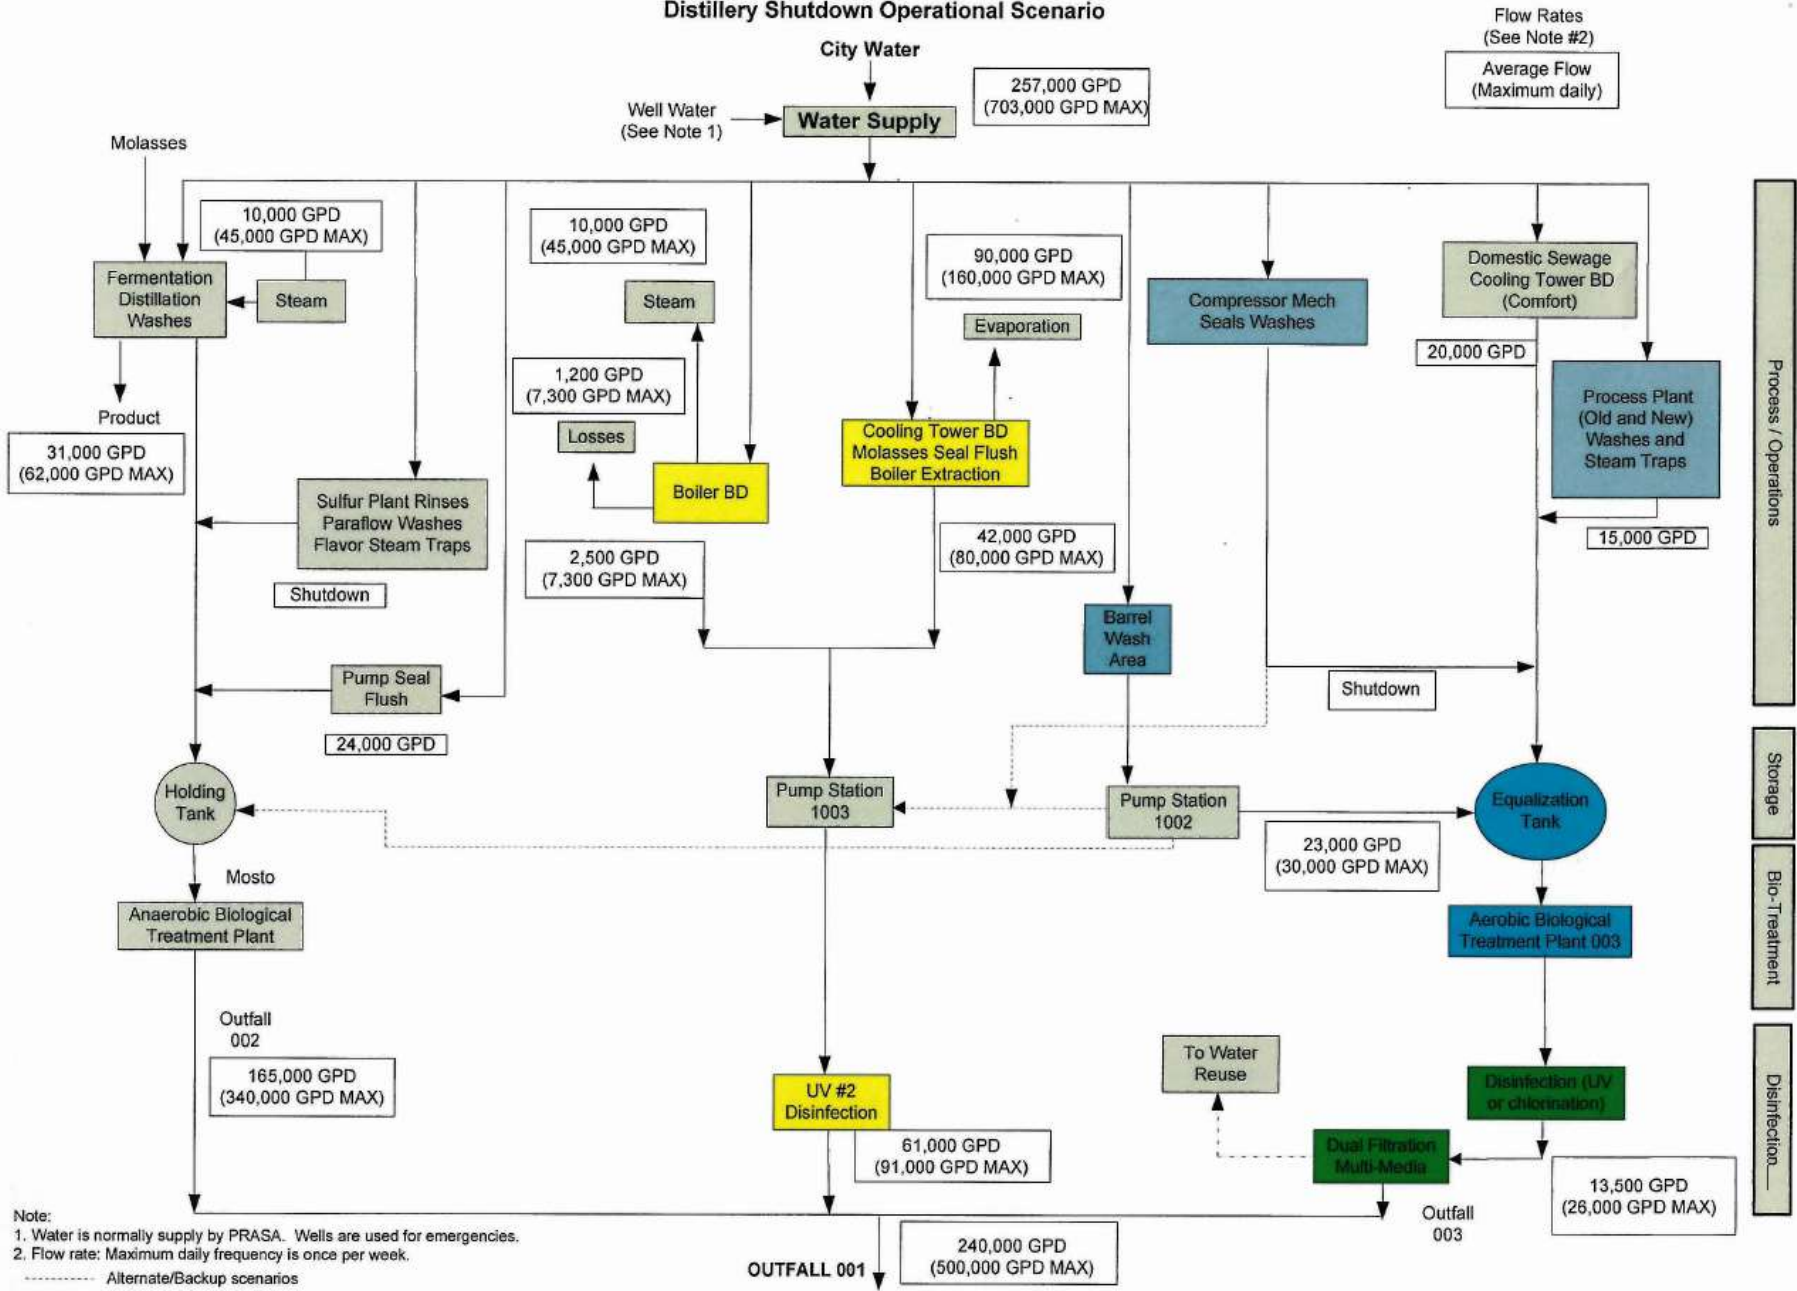 Distillery Shutdown Operational Scenario
City Water
Flow Rates
(See Note #2)
Average Flow
(Maximum daily)
257,000 GPD
(703,000 GPD MAX)
Well Water
(See Note 1)
Water Supply
Molasses
10,000 GPD
(45,000 GPD MAX)
Fermentation
Distillation
Washes
Steam
Product
31,000 GPD
(62,000 GPD MAX)
Sulfur Plant Rinses
Paraflow Washes
Flavor Steam Traps
Shutdown
Pump Seal
Flush
24,000 GPD
10,000 GPD
(45,000 GPD MAX)
Steam
1,200 GPD
(7,300 GPD MAX)
Losses
Boiler BD
2,500 GPD
(7,300 GPD MAX)
90,000 GPD
(160,000 GPD MAX)
Evaporation
Cooling Tower BD
Molasses Seal Flush
Boiler Extraction
42,000 GPD
(80,000 GPD MAX)
Barrel
Wash
Area
Compressor Mech
Seals Washes
Shutdown
Domestic Sewage
Cooling Tower BD
(Comfort)
20,000 GPD
Process Plant
(Old and New)
Washes and
Steam Traps
15,000 GPD
Process / Operations
Holding
Tank
Pump Station
1003
Pump Station
1002
23,000 GPD
(30,000 GPD MAX)
Equalization
Tank
Storage
Mosto
Anaerobic Biological
Treatment Plant
Aerobic Biological
Treatment Plant 003
Bio-Treatment
Outfall
002
165,000 GPD
(340,000 GPD MAX)
UV #2
Disinfection
61,000 GPD
(91,000 GPD MAX)
To Water
Reuse
Disinfection (UV
or chlorination)
Dual Filtration
Multi-Media
13,500 GPD
(26,000 GPD MAX)
Outfall
003
Disinfection
Note:
1. Water is normally supply by PRASA. Wells are used for emergencies.
2. Flow rate: Maximum daily frequency is once per week.
Alternate/Backup scenarios
OUTFALL 001
240,000 GPD
(500,000 GPD MAX)